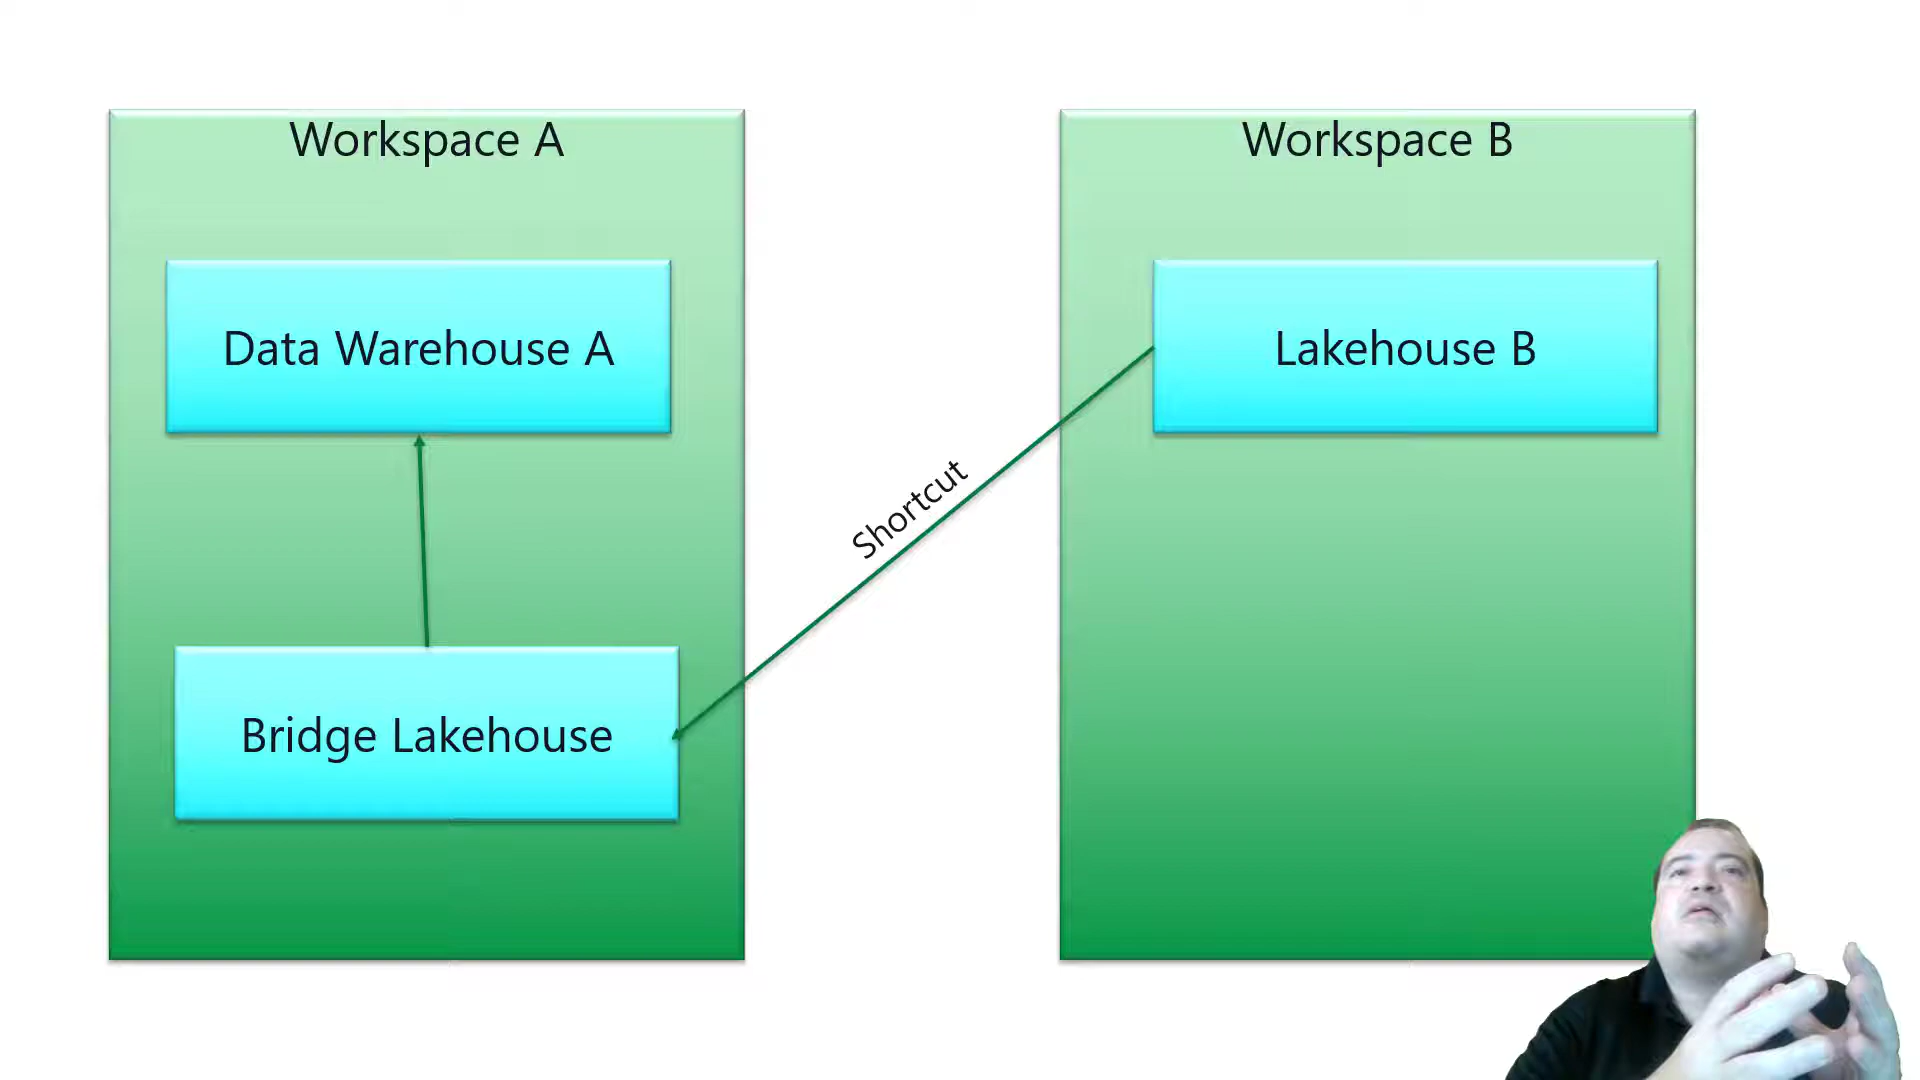 Workspace A
Workspace B
Data Warehouse A
Lakehouse B
Shortcut
Bridge Lakehouse